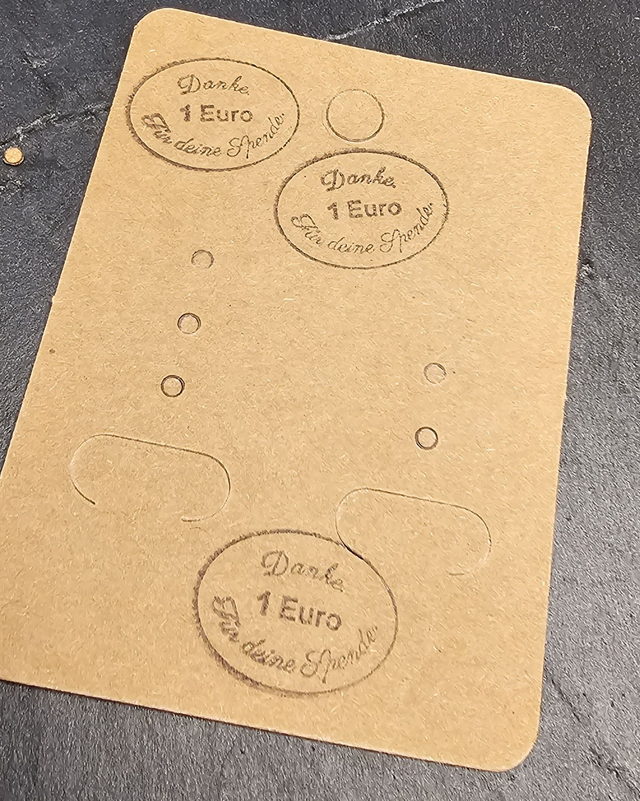 Danke.
1 Euro
Für deine Spende.
Danke.
1 Euro
Für deine Spende.
Danke.
1 Euro
Für deine Spende.